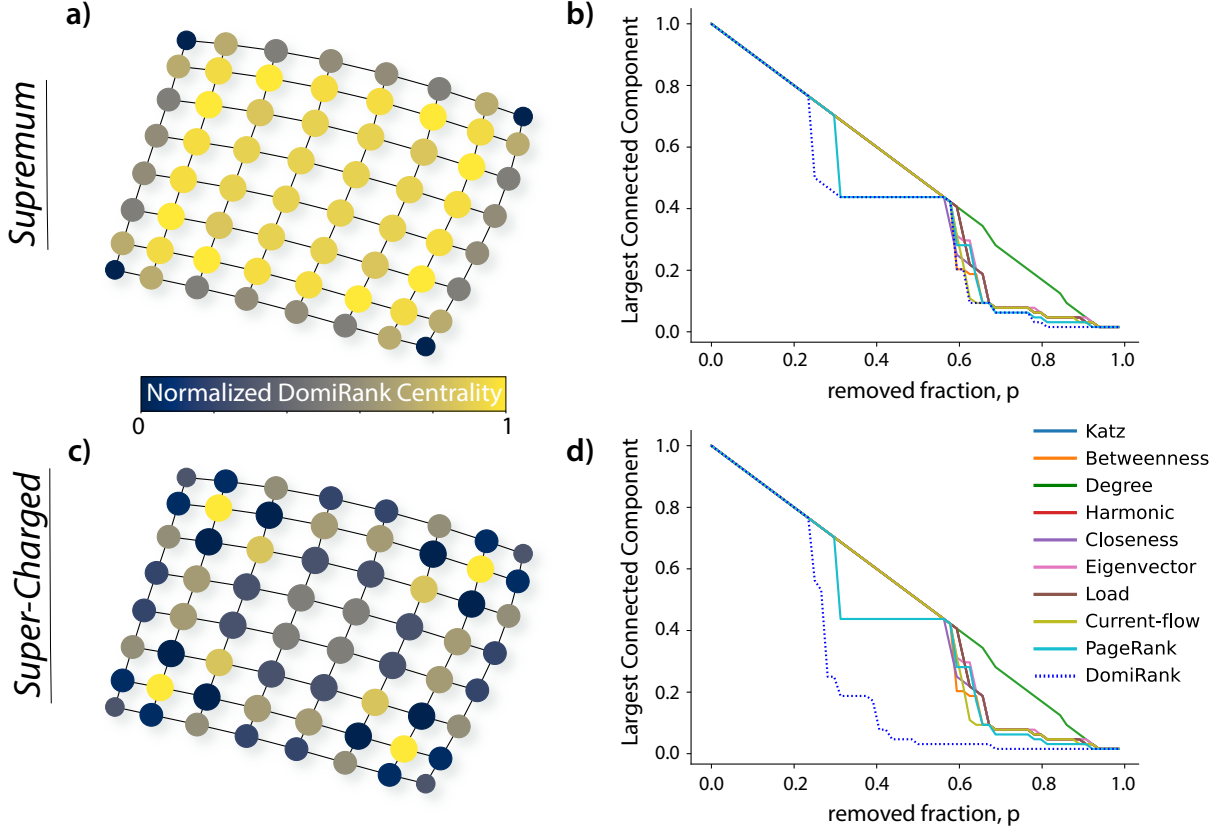 a)
b)
Supremum
Largest Connected Component
1.0
0.8
0.6
0.4
0.2
0.0
0.0 0.2 0.4 0.6 0.8 1.0
removed fraction, p
Normalized DomiRank Centrality
0 1
c)
d)
Super-Charged
Largest Connected Component
1.0
0.8
0.6
0.4
0.2
0.0
0.0 0.2 0.4 0.6 0.8 1.0
removed fraction, p
Katz
Betweenness
Degree
Harmonic
Closeness
Eigenvector
Load
Current-flow
PageRank
DomiRank